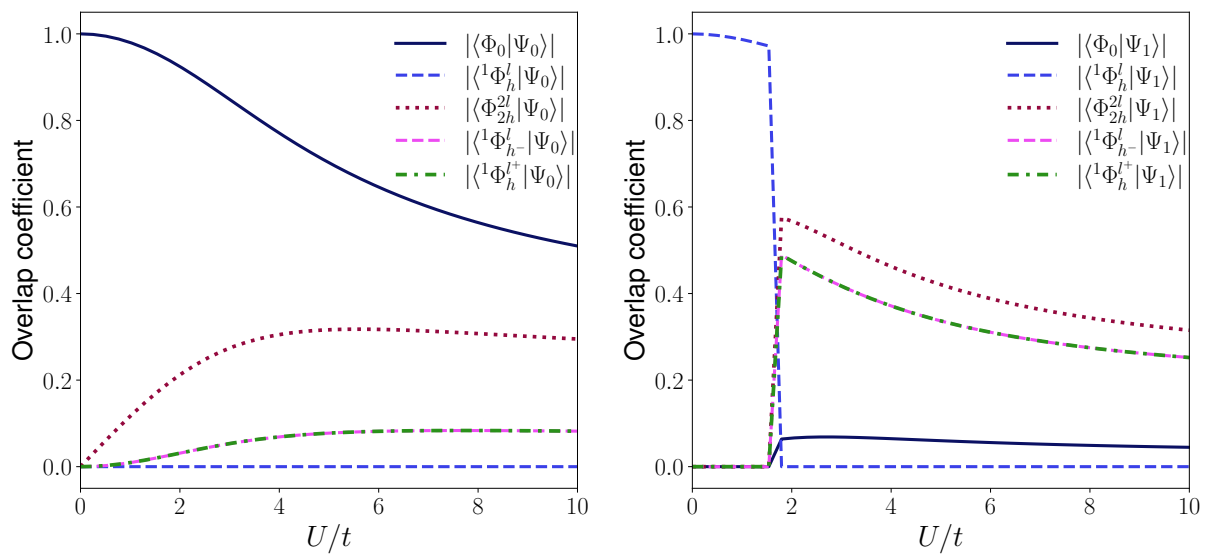 Overlap coefficient
1.0
0.8
0.6
0.4
0.2
0.0
0 2 4 6 8 10
U/t
|⟨Φ₀|Ψ₀⟩|
|⟨¹Φₕˡ|Ψ₀⟩|
|⟨Φ₂ₕ²ˡ|Ψ₀⟩|
|⟨¹Φₕ₋ˡ|Ψ₀⟩|
|⟨¹Φₕˡ⁺|Ψ₀⟩|
Overlap coefficient
1.0
0.8
0.6
0.4
0.2
0.0
0 2 4 6 8 10
U/t
|⟨Φ₀|Ψ₁⟩|
|⟨¹Φₕˡ|Ψ₁⟩|
|⟨Φ₂ₕ²ˡ|Ψ₁⟩|
|⟨¹Φₕ₋ˡ|Ψ₁⟩|
|⟨¹Φₕˡ⁺|Ψ₁⟩|